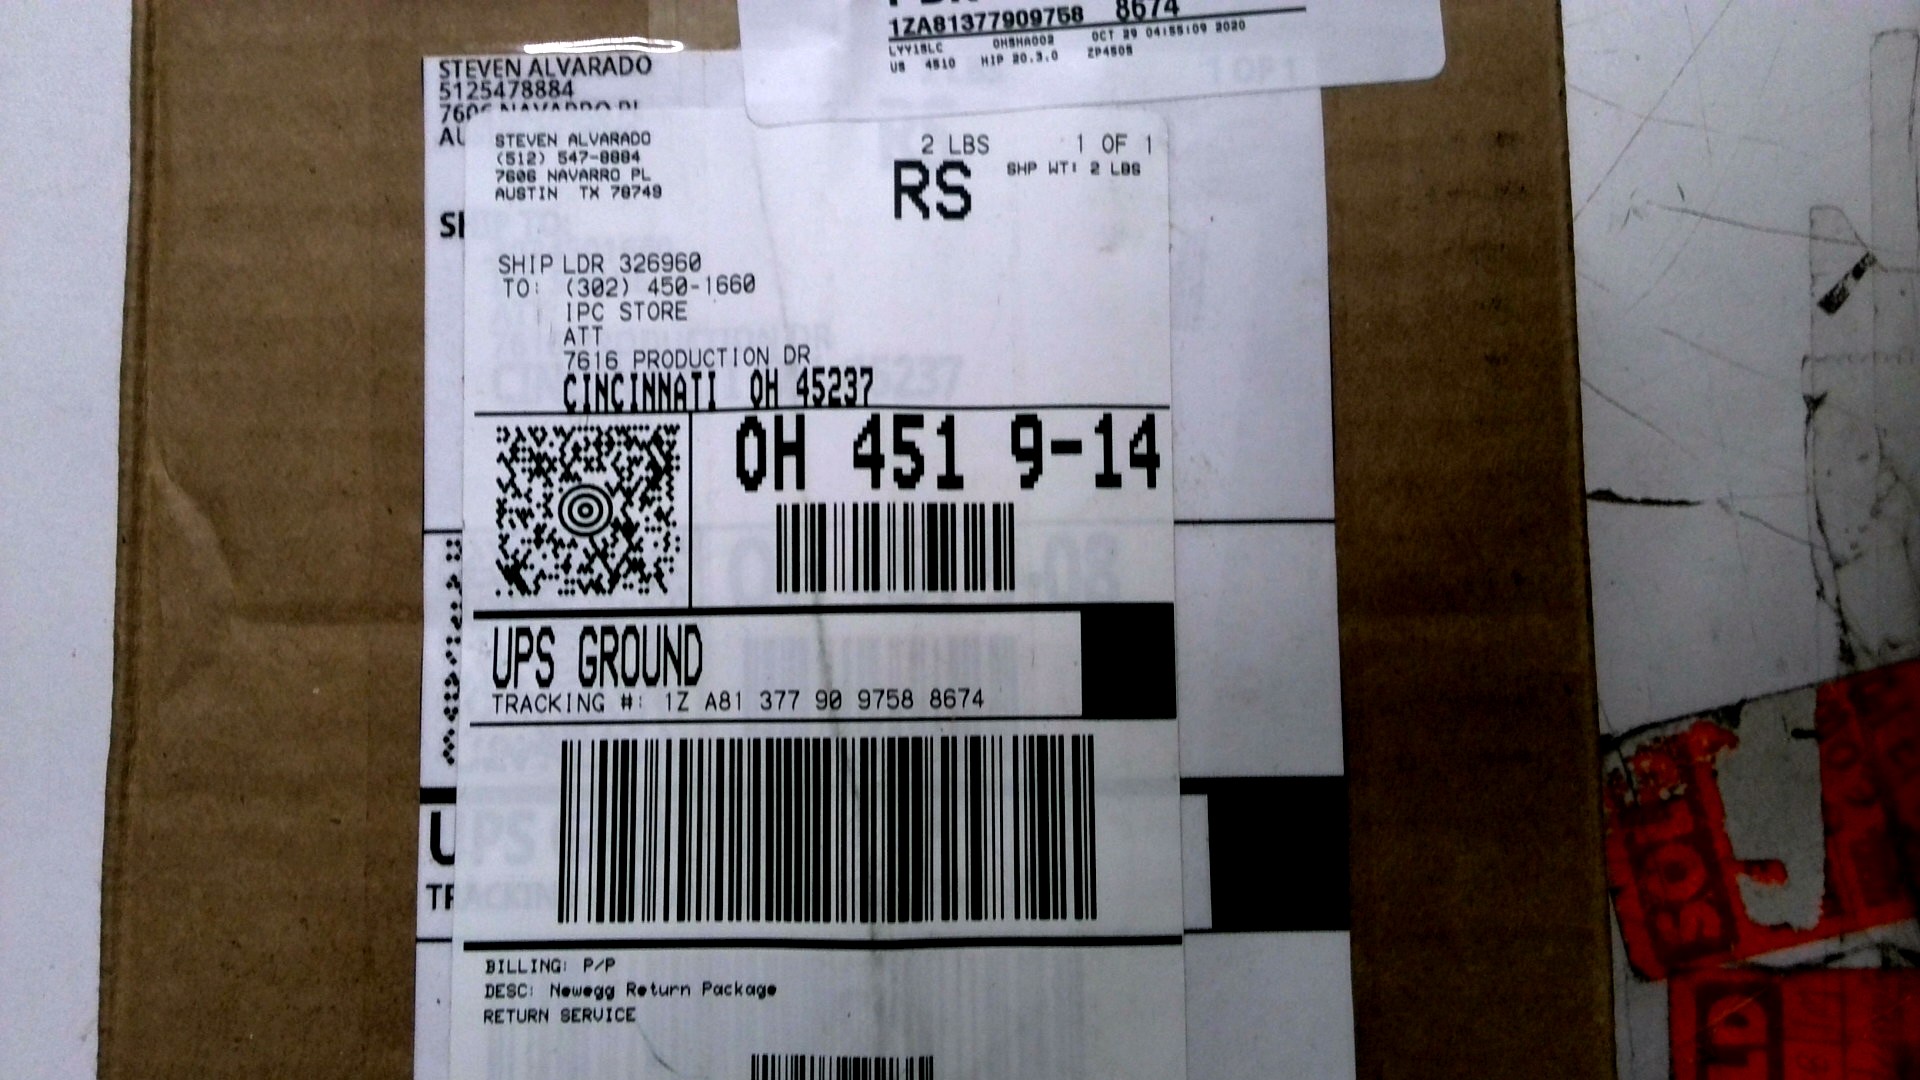 1ZA81377909758 8674
LYY18LC OHSHA002 OCT 29 04:55:09 2020
US 4510 HIP 20.3.0 ZP4505
STEVEN ALVARADO
5125478884
STEVEN ALVARADO
(512) 547-8884
7606 NAVARRO PL
AUSTIN TX 78749
2 LBS 1 OF 1
SHP WT: 2 LBS
RS
SHIP LDR 326960
TO: (302) 450-1660
IPC STORE
ATT
7616 PRODUCTION DR
CINCINNATI OH 45237
OH 451 9-14
UPS GROUND
TRACKING #: 1Z A81 377 90 9758 8674
BILLING: P/P
DESC: Newegg Return Package
RETURN SERVICE